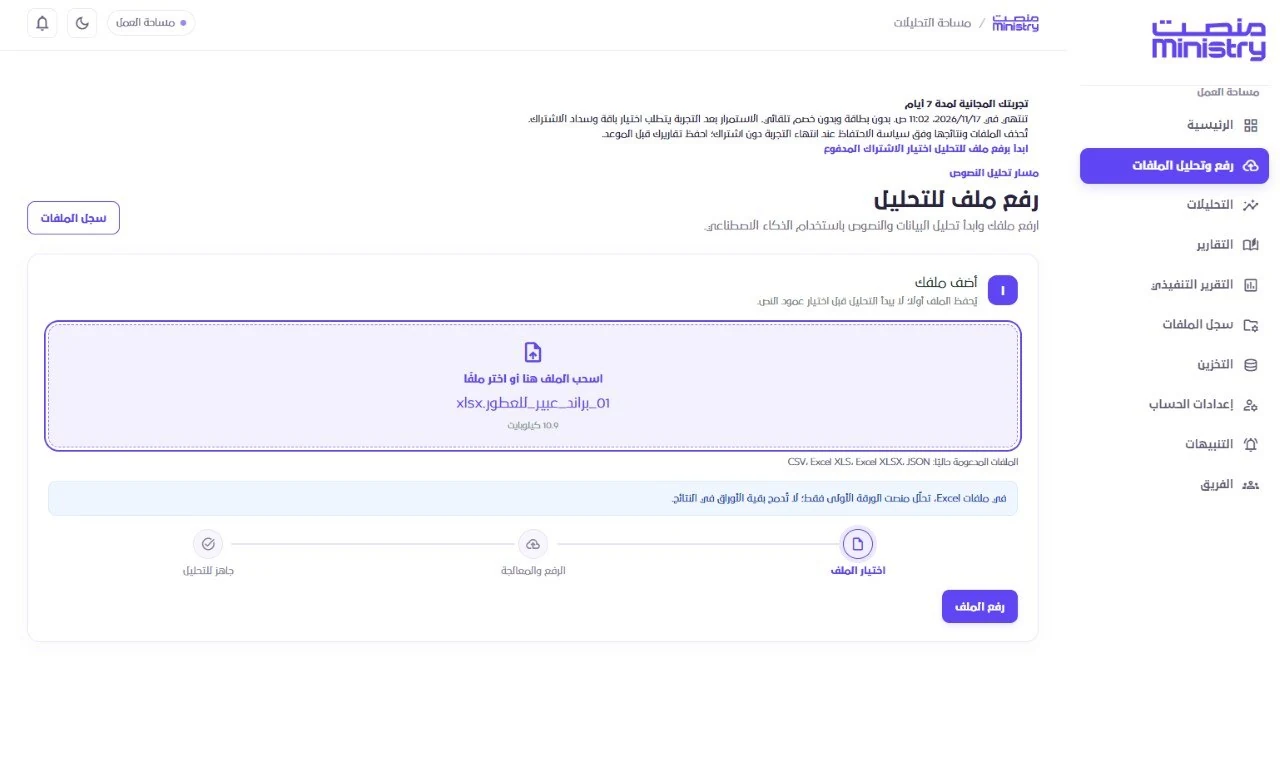 منصت
Ministry
مساحة العمل
الرئيسية
رفع وتحليل الملفات
التحليلات
التقارير
التقرير التنفيذي
سجل الملفات
التخزين
إعدادات الحساب
التنبيهات
الفريق
منصت Ministry / مساحة التحليلات
مساحة العمل
تجربتك المجانية لمدة 7 أيام
تنتهي في 2026/11/17، 11:02 ص. بدون بطاقة وبدون خصم تلقائي. الاستمرار بعد التجربة يتطلب اختيار باقة وسداد الاشتراك.
تُحذف الملفات ونتائجها وفق سياسة الاحتفاظ عند انتهاء التجربة دون اشتراك؛ احفظ تقاريرك قبل الموعد.
ابدأ برفع ملف للتحليل اختيار الاشتراك المدفوع
مسار تحليل النصوص
رفع ملف للتحليل
ارفع ملفك وابدأ تحليل البيانات والنصوص باستخدام الذكاء الاصطناعي.
سجل الملفات
1
أضف ملفك
يُحفظ الملف أولًا؛ لا يبدأ التحليل قبل اختيار عمود النص.
اسحب الملف هنا أو اختر ملفًا
01_براند_عبير_للعطور.xlsx
10.9 كيلوبايت
الملفات المدعومة حاليًا: CSV، Excel XLS، Excel XLSX، JSON
في ملفات Excel، تحلّل منصت الورقة الأولى فقط؛ لا تُدمج بقية الأوراق في النتائج.
اختيار الملف
الرفع والمعالجة
جاهز للتحليل
رفع الملف